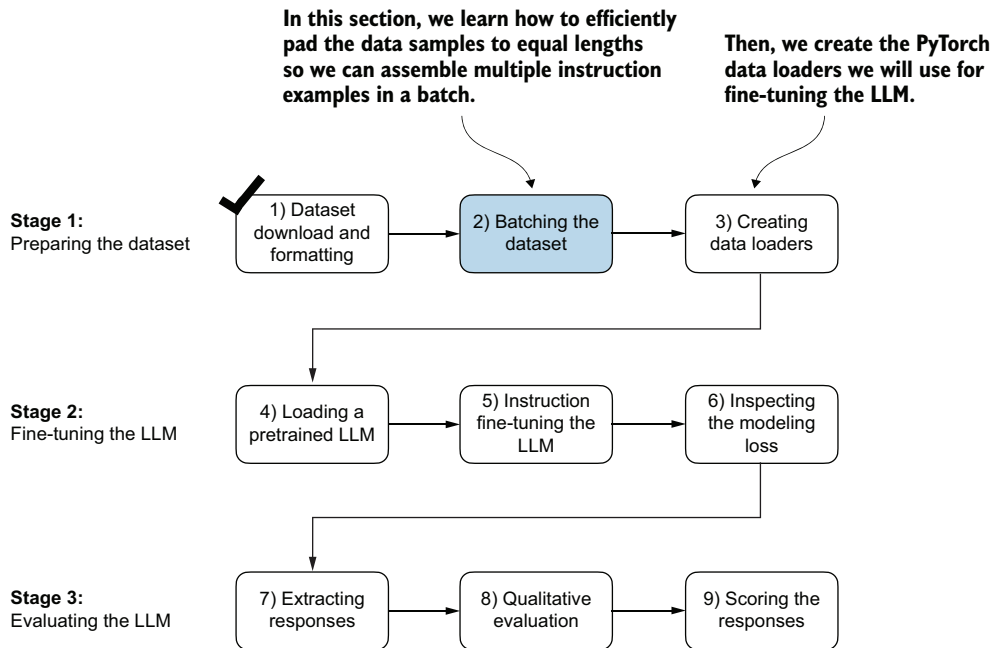 In this section, we learn how to efficiently
pad the data samples to equal lengths
so we can assemble multiple instruction
examples in a batch.
Then, we create the PyTorch
data loaders we will use for
fine-tuning the LLM.
Stage 1:
Preparing the dataset
1) Dataset
download and
formatting
2) Batching the
dataset
3) Creating
data loaders
Stage 2:
Fine-tuning the LLM
4) Loading a
pretrained LLM
5) Instruction
fine-tuning the
LLM
6) Inspecting
the modeling
loss
Stage 3:
Evaluating the LLM
7) Extracting
responses
8) Qualitative
evaluation
9) Scoring the
responses